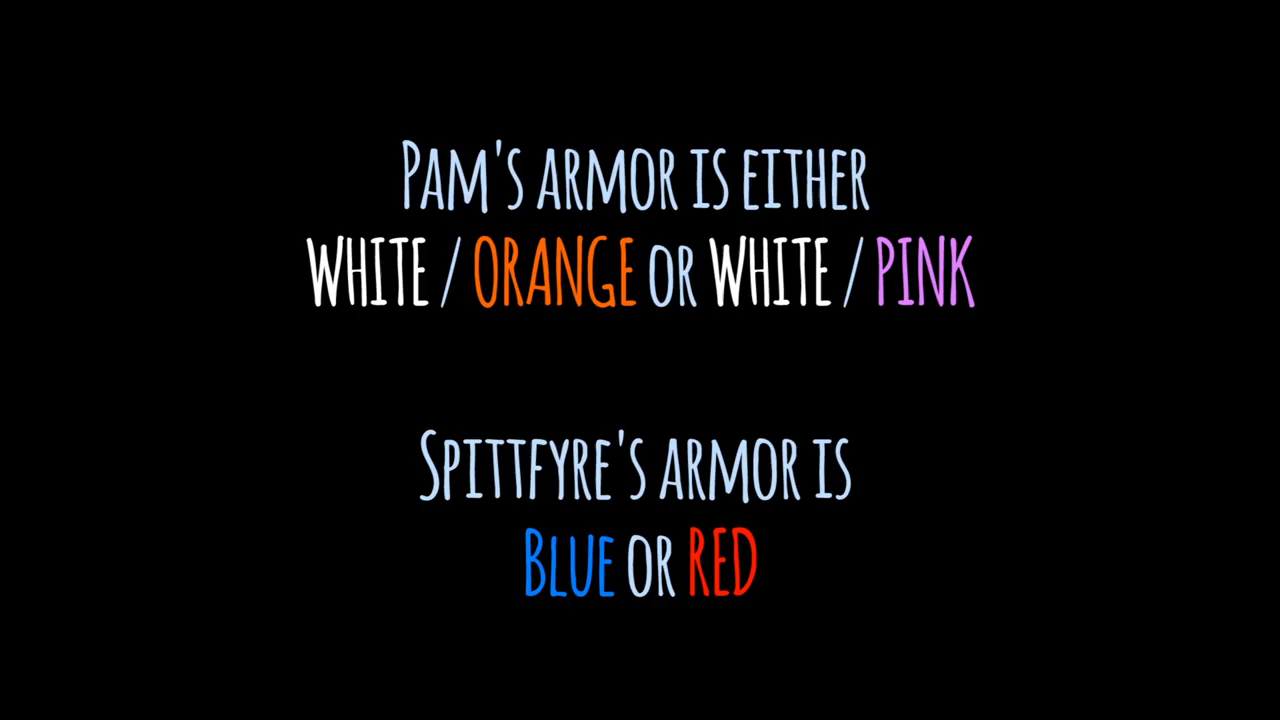 Pam's armor is either
WHITE / ORANGE or WHITE / PINK
Spittfyre's armor is
Blue or RED